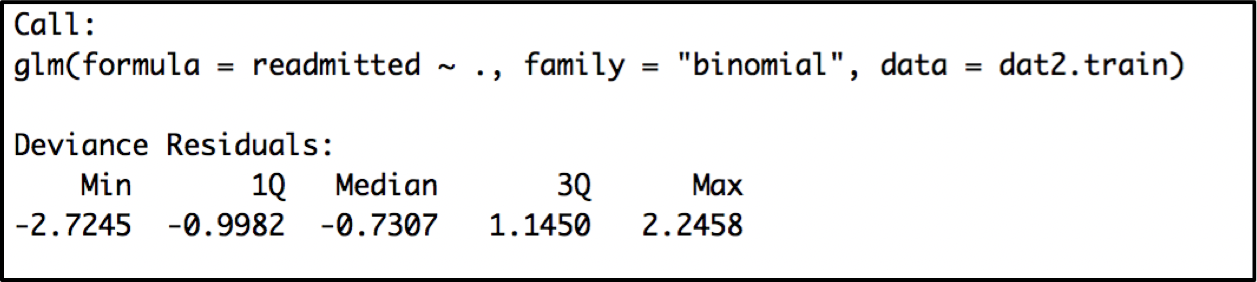 Call:
glm(formula = readmitted ~ ., family = "binomial", data = dat2.train)
Deviance Residuals:
Min 1Q Median 3Q Max
-2.7245 -0.9982 -0.7307 1.1450 2.2458